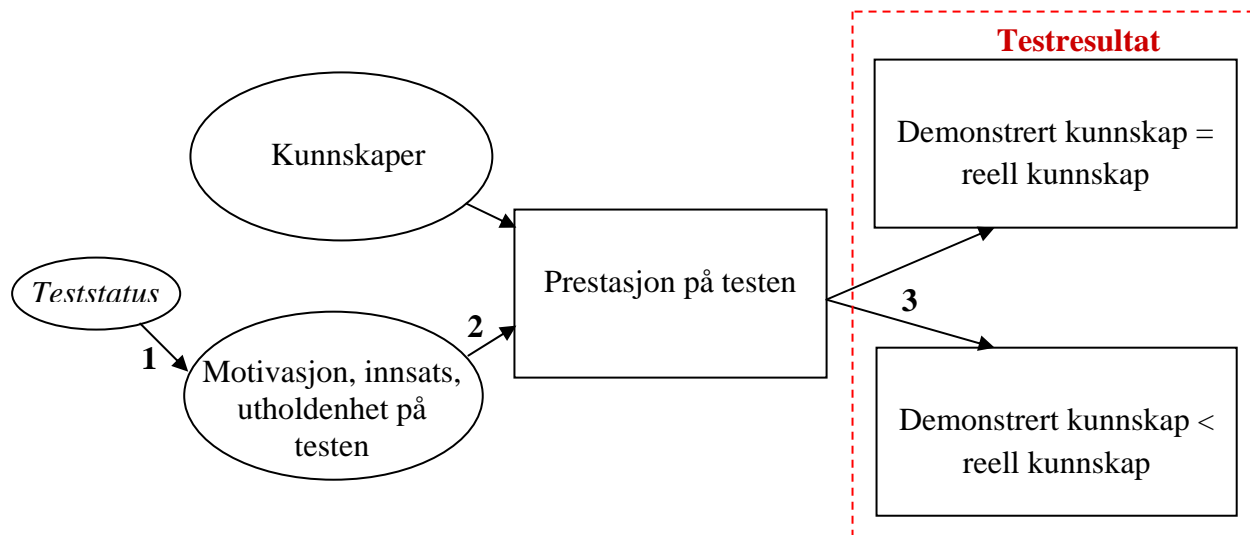 Testresultat
Demonstrert kunnskap =
reell kunnskap
Kunnskaper
Prestasjon på testen
Teststatus
1
2
3
Motivasjon, innsats,
utholdenhet på
testen
Demonstrert kunnskap <
reell kunnskap